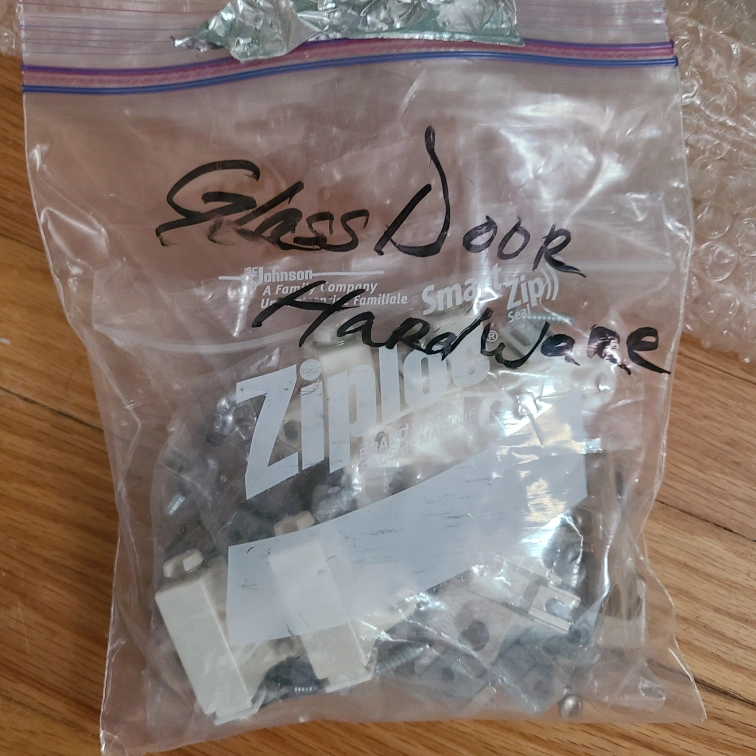 Glass Door
SC Johnson
A Family Company
Smart Zip
Seal
Hardware
Ziploc®